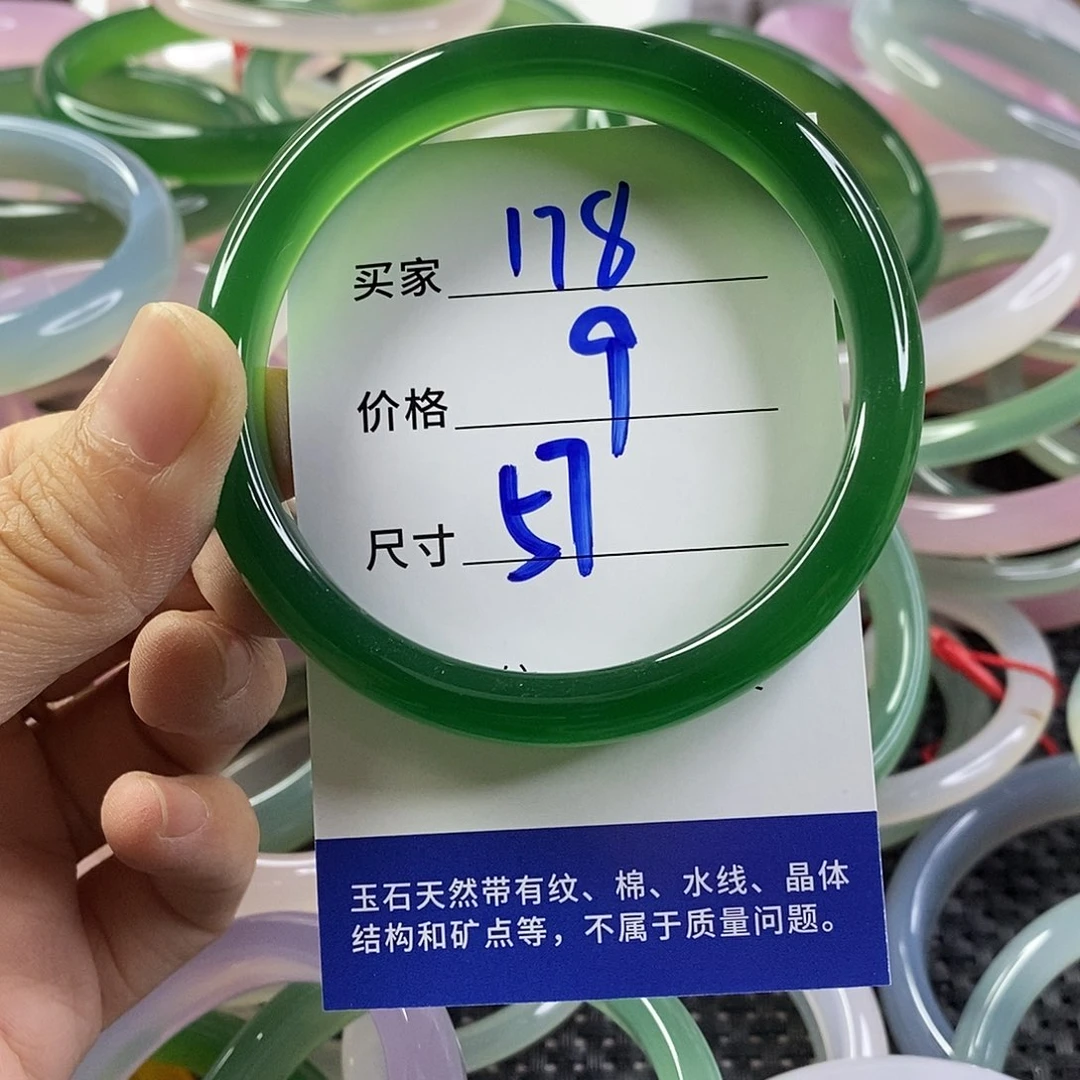 买家 178
价格 9
尺寸 57
玉石天然带有纹、棉、水线、晶体
结构和矿点等，不属于质量问题。